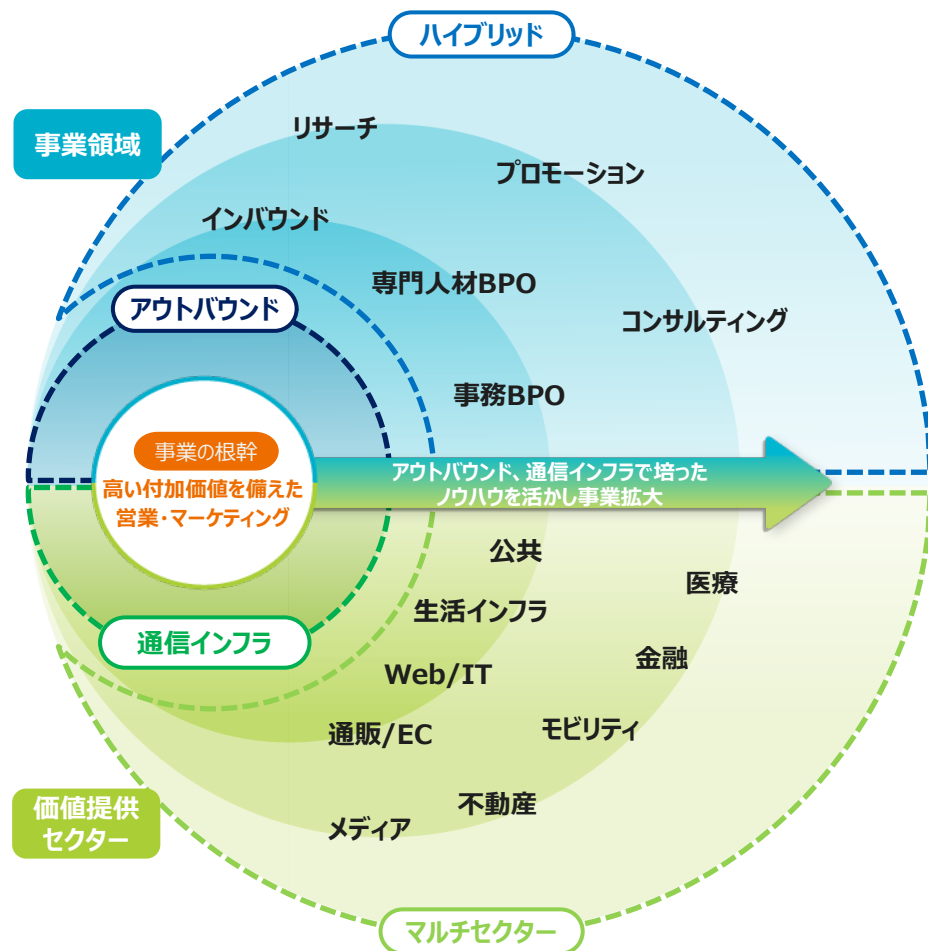 ハイブリッド
事業領域
リサーチ
プロモーション
インバウンド
専門人材BPO
アウトバウンド
コンサルティング
事務BPO
事業の根幹
高い付加価値を備えた
営業・マーケティング
アウトバウンド、通信インフラで培った
ノウハウを活かし事業拡大
公共
医療
生活インフラ
通信インフラ
金融
Web/IT
通販/EC
モビリティ
価値提供
セクター
不動産
メディア
マルチセクター